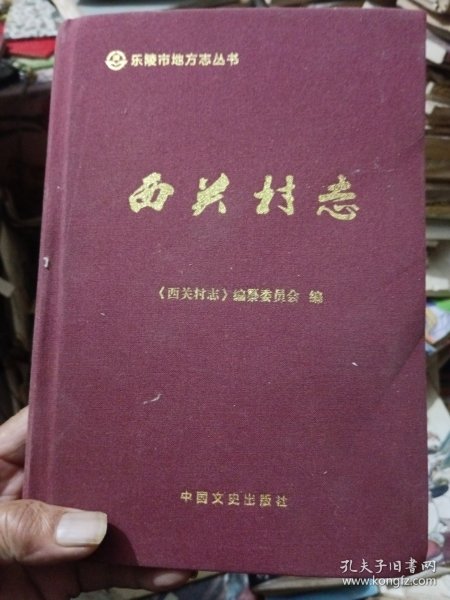 乐陵市地方志丛书
西关村志
《西关村志》编纂委员会 编
中国文史出版社
孔夫子旧书网
www.kongfz.com